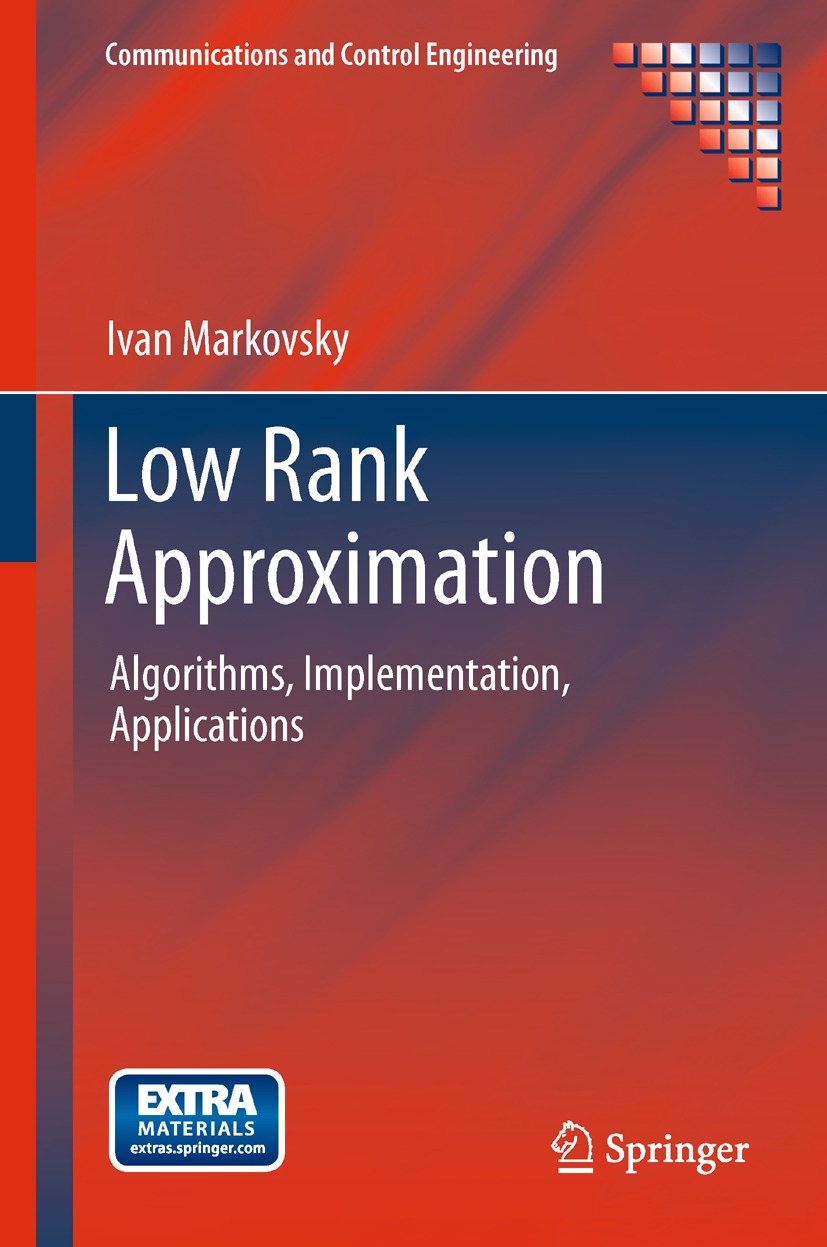 Communications and Control Engineering
Ivan Markovsky
Low Rank
Approximation
Algorithms, Implementation,
Applications
EXTRA
MATERIALS
extras.springer.com
Springer